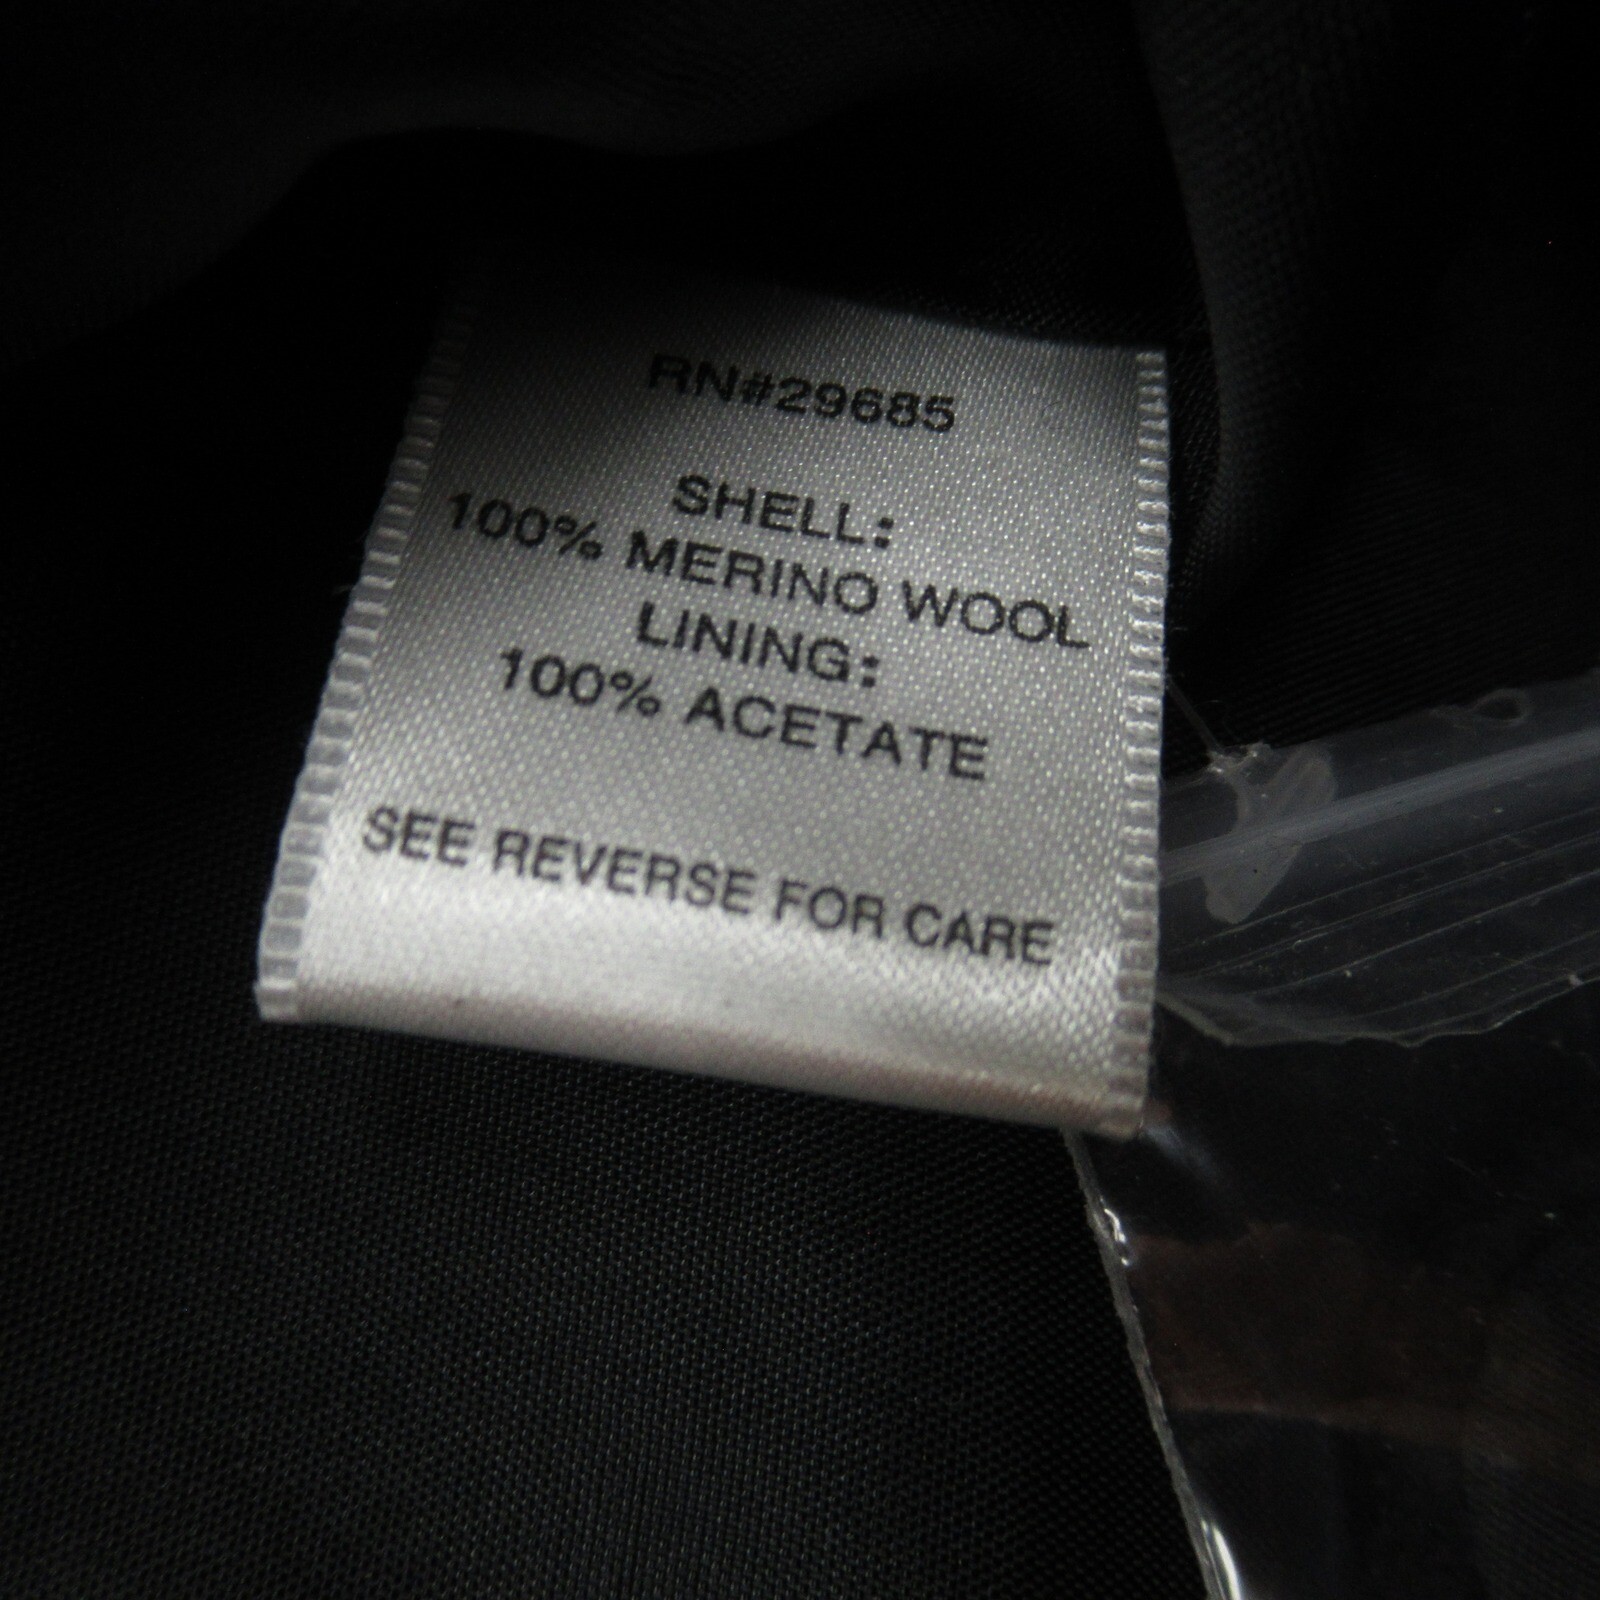 RN#29685
SHELL:
100% MERINO WOOL
LINING:
100% ACETATE
SEE REVERSE FOR CARE